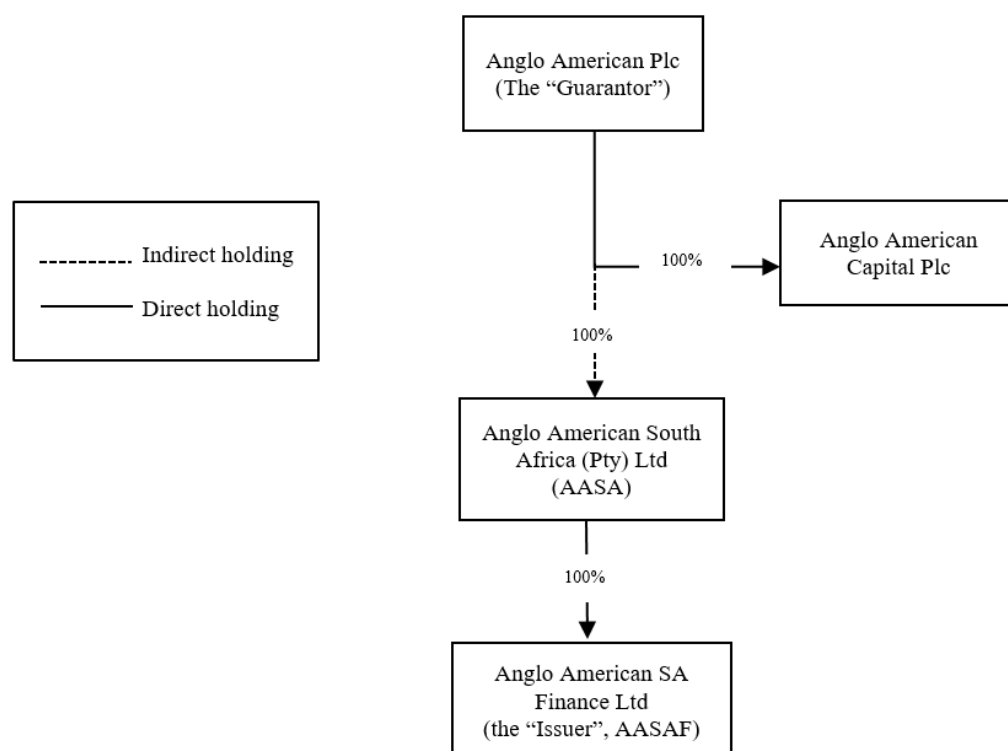 Anglo American Plc
(The “Guarantor”)
Indirect holding
Direct holding
100%
Anglo American
Capital Plc
100%
Anglo American South
Africa (Pty) Ltd
(AASA)
100%
Anglo American SA
Finance Ltd
(the “Issuer”, AASAF)